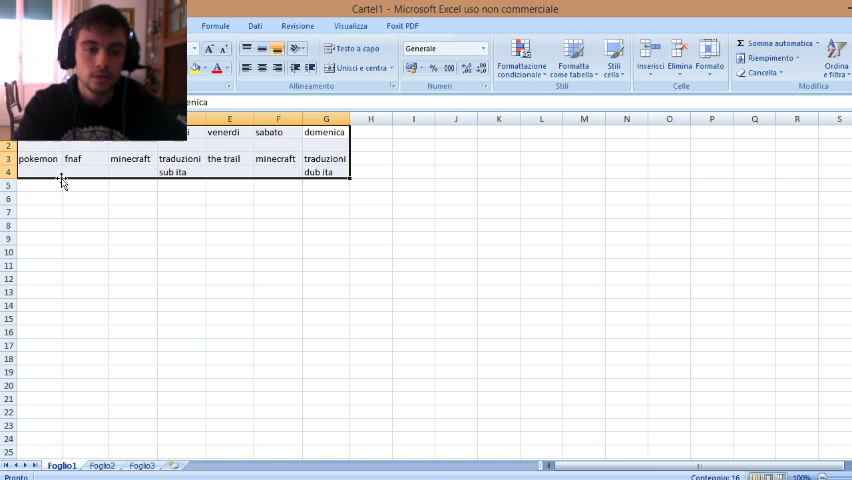 Cartel1 - Microsoft Excel uso non commerciale
Formule Dati Revisione Visualizza Foxit PDF
Testo a capo
Generale
Somma automatica
Unisci e centra
Formattazione condizionale
Formatta come tabella
Stili cella
Inserisci Elimina Formato
Riempimento
Cancella
Ordina e filtra
% 000
Allineamento Numeri Stili Celle Modifica
enica
E F G H I J K L M N O P Q R S
venerdi sabato domenica
2
3 pokemon fnaf minecraft traduzioni the trail minecraft traduzioni
4 sub ita dub ita
5
6
7
8
9
10
11
12
13
14
15
16
17
18
19
20
21
22
23
24
25
Foglio1 Foglio2 Foglio3
Pronto Conteggio: 16 100%